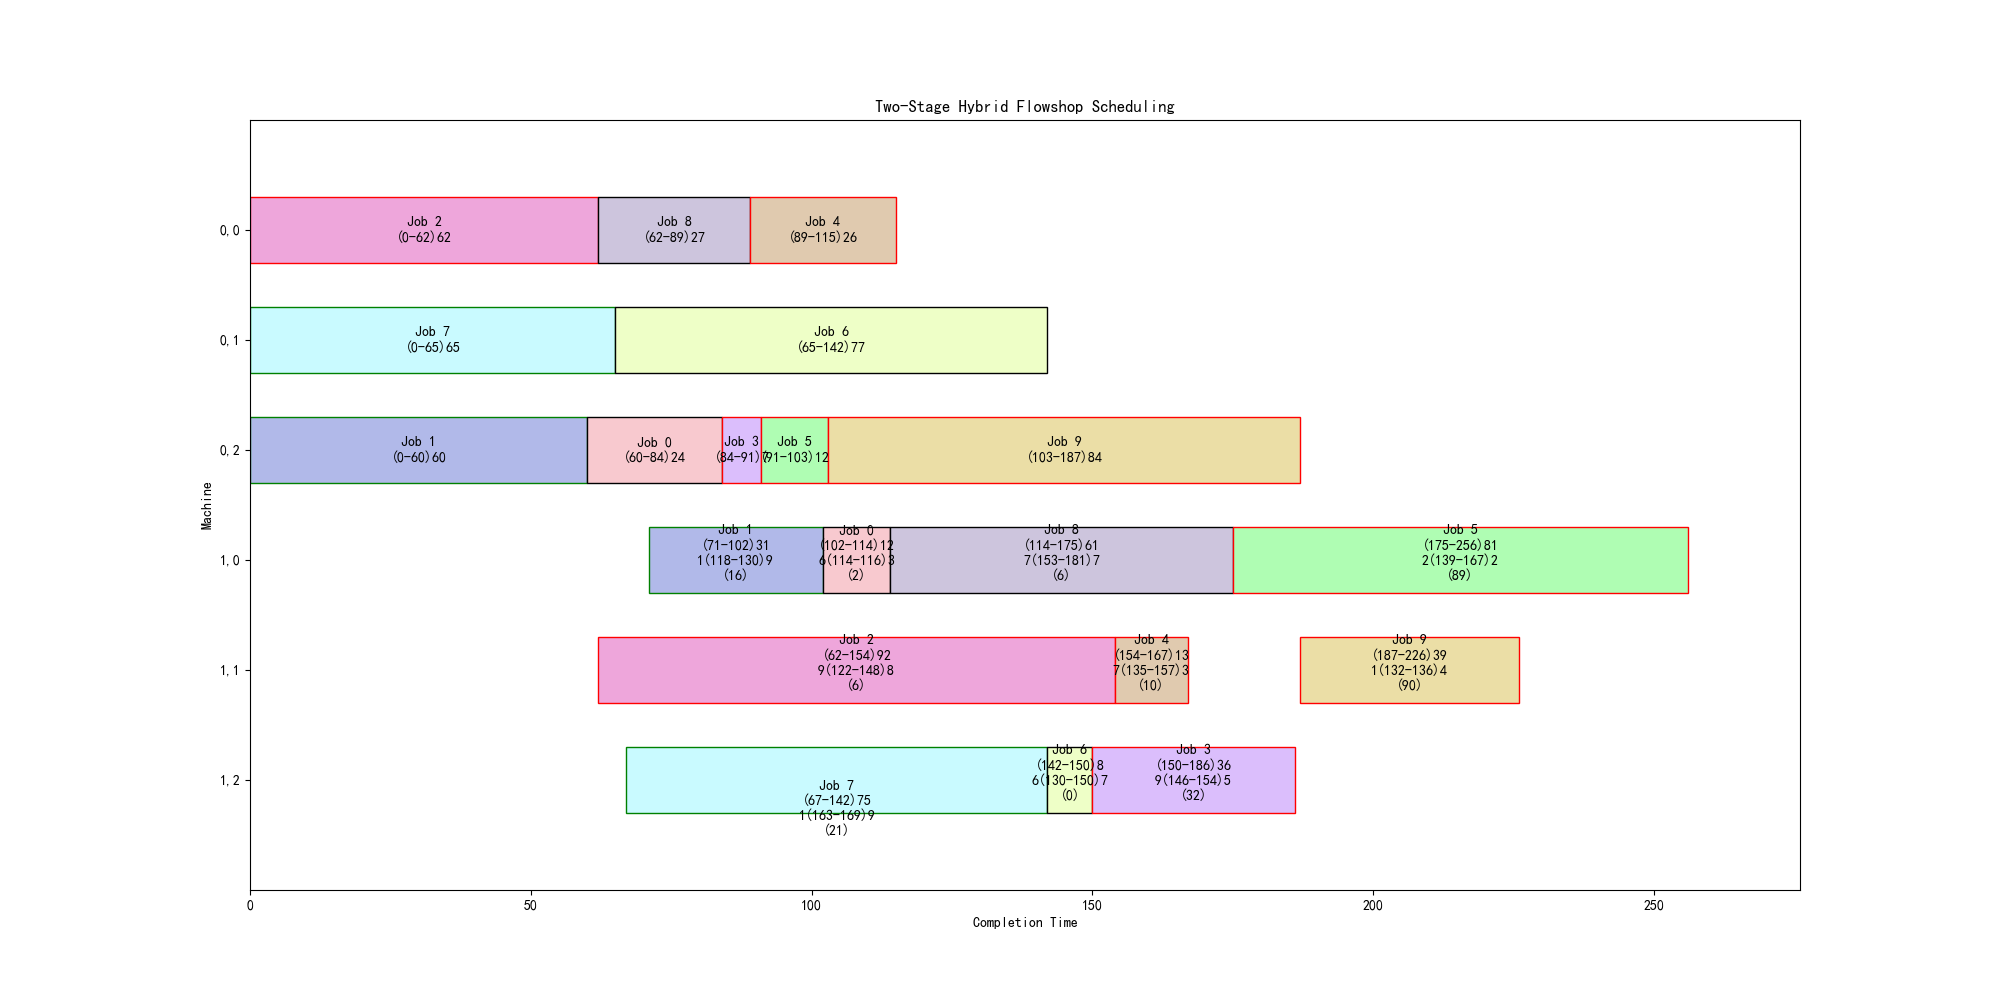 Two-Stage Hybrid Flowshop Scheduling
0,0
Job 2
(0-62)62
Job 8
(62-89)27
Job 4
(89-115)26
0,1
Job 7
(0-65)65
Job 6
(65-142)77
0,2
Job 1
(0-60)60
Job 0
(60-84)24
Job 3
(84-91)7
Job 5
(91-103)12
Job 9
(103-187)84
Machine
1,0
Job 1
(71-102)31
1(118-130)9
(16)
Job 0
(102-114)12
6(114-116)3
(2)
Job 8
(114-175)61
7(153-181)7
(6)
Job 5
(175-256)81
2(139-167)2
(89)
1,1
Job 2
(62-154)92
9(122-148)8
(6)
Job 4
(154-167)13
7(135-157)3
(10)
Job 9
(187-226)39
1(132-136)4
(90)
1,2
Job 7
(67-142)75
1(163-169)9
(21)
Job 6
(142-150)8
6(130-150)7
(0)
Job 3
(150-186)36
9(146-154)5
(32)
0
50
100
150
200
250
Completion Time